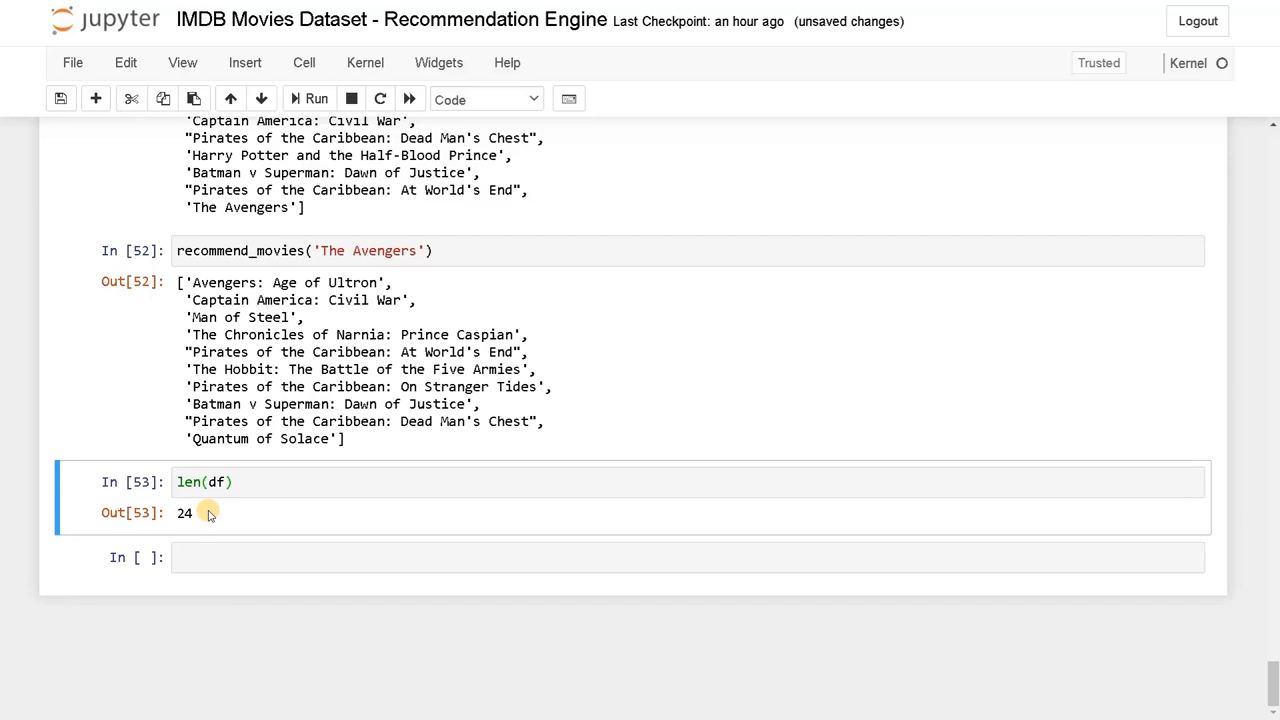 jupyter IMDB Movies Dataset - Recommendation Engine Last Checkpoint: an hour ago (unsaved changes) Logout
File Edit View Insert Cell Kernel Widgets Help Trusted Kernel
Run Code
'Captain America: Civil War',
"Pirates of the Caribbean: Dead Man's Chest",
'Harry Potter and the Half-Blood Prince',
'Batman v Superman: Dawn of Justice',
"Pirates of the Caribbean: At World's End",
'The Avengers']
In [52]: recommend_movies('The Avengers')
Out[52]: ['Avengers: Age of Ultron',
'Captain America: Civil War',
'Man of Steel',
'The Chronicles of Narnia: Prince Caspian',
"Pirates of the Caribbean: At World's End",
'The Hobbit: The Battle of the Five Armies',
'Pirates of the Caribbean: On Stranger Tides',
'Batman v Superman: Dawn of Justice',
"Pirates of the Caribbean: Dead Man's Chest",
'Quantum of Solace']
In [53]: len(df)
Out[53]: 24
In [ ]: